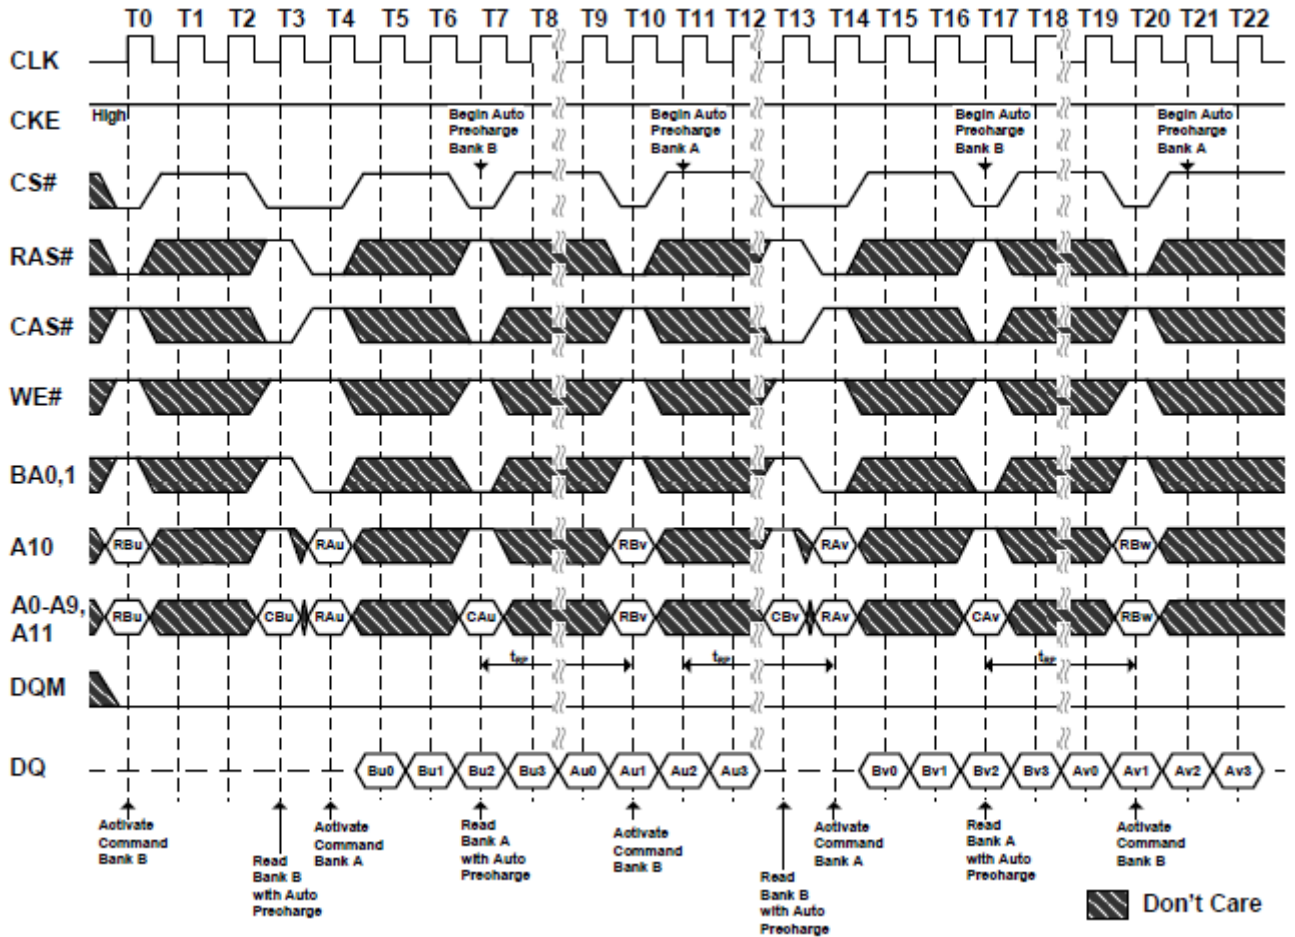 T0 T1 T2 T3 T4 T5 T6 T7 T8 T9 T10 T11 T12 T13 T14 T15 T16 T17 T18 T19 T20 T21 T22
CLK
CKE
High
Begin Auto
Precharge
Bank B
Begin Auto
Precharge
Bank A
Begin Auto
Precharge
Bank B
Begin Auto
Precharge
Bank A
CS#
RAS#
CAS#
WE#
BA0,1
A10
RBu RAu RBv RAv RBw
A0-A9,
A11
RBu CBu RAu CAu RBv CBv RAv CAv RBw
tRP tRP tRP
DQM
DQ
Bu0 Bu1 Bu2 Bu3 Au0 Au1 Au2 Au3 Bv0 Bv1 Bv2 Bv3 Av0 Av1 Av2 Av3
Activate
Command
Bank B
Read
Bank B
with Auto
Precharge
Activate
Command
Bank A
Read
Bank A
with Auto
Precharge
Activate
Command
Bank B
Read
Bank B
with Auto
Precharge
Activate
Command
Bank A
Read
Bank A
with Auto
Precharge
Activate
Command
Bank B
Don't Care